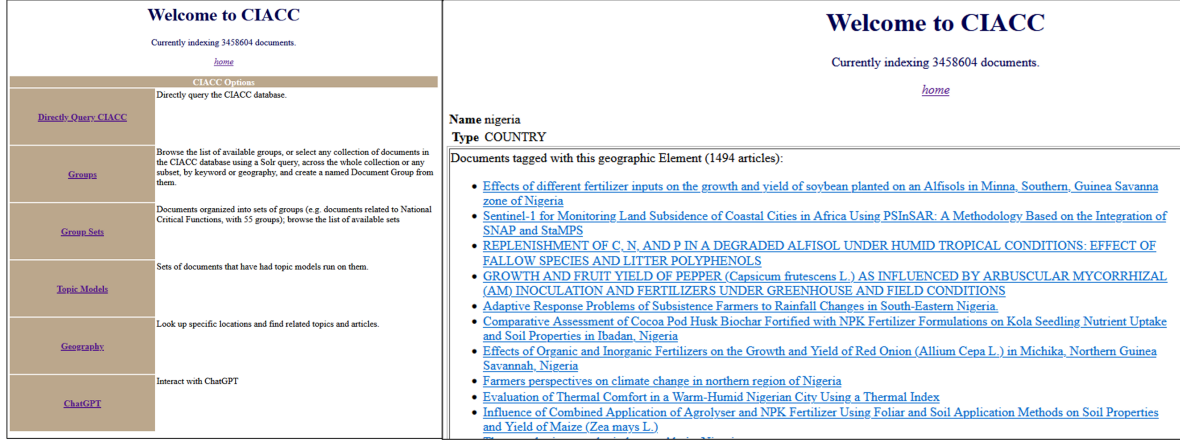 Welcome to CIACC
Currently indexing 3458604 documents.
home
CIACC Options
Directly Query CIACC
Directly query the CIACC database.
Groups
Browse the list of available groups, or select any collection of documents in
the CIACC database using a Solr query, across the whole collection or any
subset, by keyword or geography, and create a named Document Group from
them.
Group Sets
Documents organized into sets of groups (e.g. documents related to National
Critical Functions, with 55 groups); browse the list of available sets
Topic Models
Sets of documents that have had topic models run on them.
Geography
Look up specific locations and find related topics and articles.
ChatGPT
Interact with ChatGPT
Welcome to CIACC
Currently indexing 3458604 documents.
home
Name nigeria
Type COUNTRY
Documents tagged with this geographic Element (1494 articles):
Effects of different fertilizer inputs on the growth and yield of soybean planted on an Alfisols in Minna, Southern, Guinea Savanna
zone of Nigeria
Sentinel-1 for Monitoring Land Subsidence of Coastal Cities in Africa Using PSInSAR: A Methodology Based on the Integration of
SNAP and StaMPS
REPLENISHMENT OF C, N, AND P IN A DEGRADED ALFISOL UNDER HUMID TROPICAL CONDITIONS: EFFECT OF
FALLOW SPECIES AND LITTER POLYPHENOLS
GROWTH AND FRUIT YIELD OF PEPPER (Capsicum frutescens L.) AS INFLUENCED BY ARBUSCULAR MYCORRHIZAL
(AM) INOCULATION AND FERTILIZERS UNDER GREENHOUSE AND FIELD CONDITIONS
Adaptive Response Problems of Subsistence Farmers to Rainfall Changes in South-Eastern Nigeria.
Comparative Assessment of Cocoa Pod Husk Biochar Fortified with NPK Fertilizer Formulations on Kola Seedling Nutrient Uptake
and Soil Properties in Ibadan, Nigeria
Effects of Organic and Inorganic Fertilizers on the Growth and Yield of Red Onion (Allium Cepa L.) in Michika, Northern Guinea
Savannah, Nigeria
Farmers perspectives on climate change in northern region of Nigeria
Evaluation of Thermal Comfort in a Warm-Humid Nigerian City Using a Thermal Index
Influence of Combined Application of Agrolyser and NPK Fertilizer Using Foliar and Soil Application Methods on Soil Properties
and Yield of Maize (Zea mays L.)